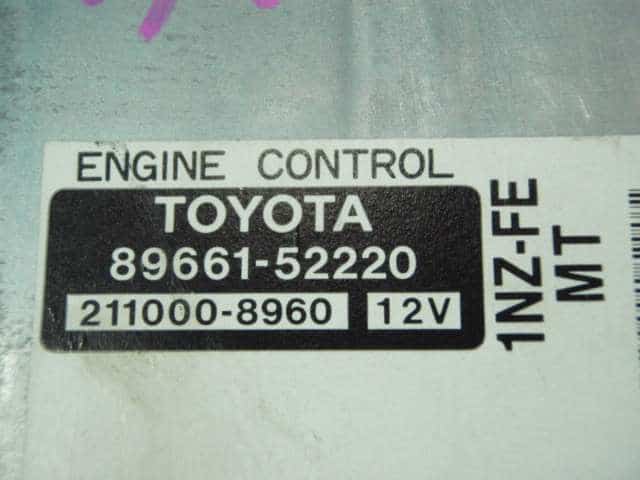 ENGINE CONTROL
TOYOTA
89661-52220
211000-8960 12V
1NZ-FE
MT